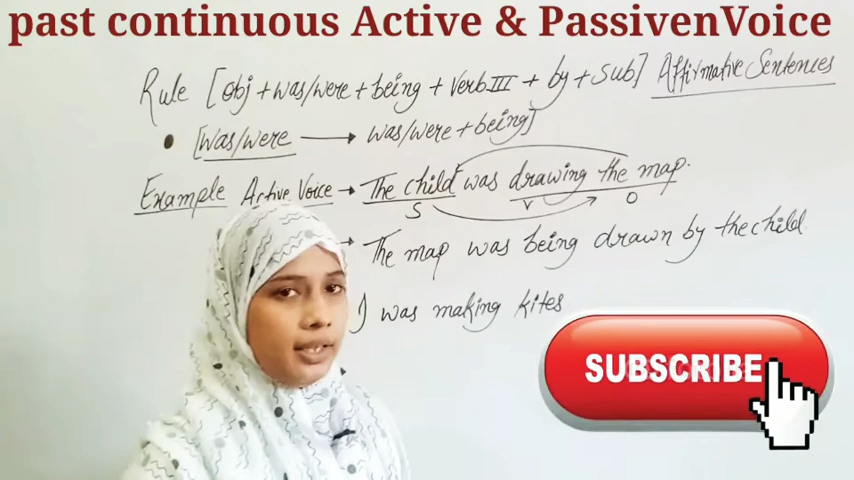 past continuous Active & PassivenVoice
Rule [obj + was/were + being + Verb III + by + Sub] Affirmative Sentences
[was/were → was/were + being]
Example Active Voice → The child was drawing the map.
S V O
→ The map was being drawn by the child.
I was making kites
SUBSCRIBE